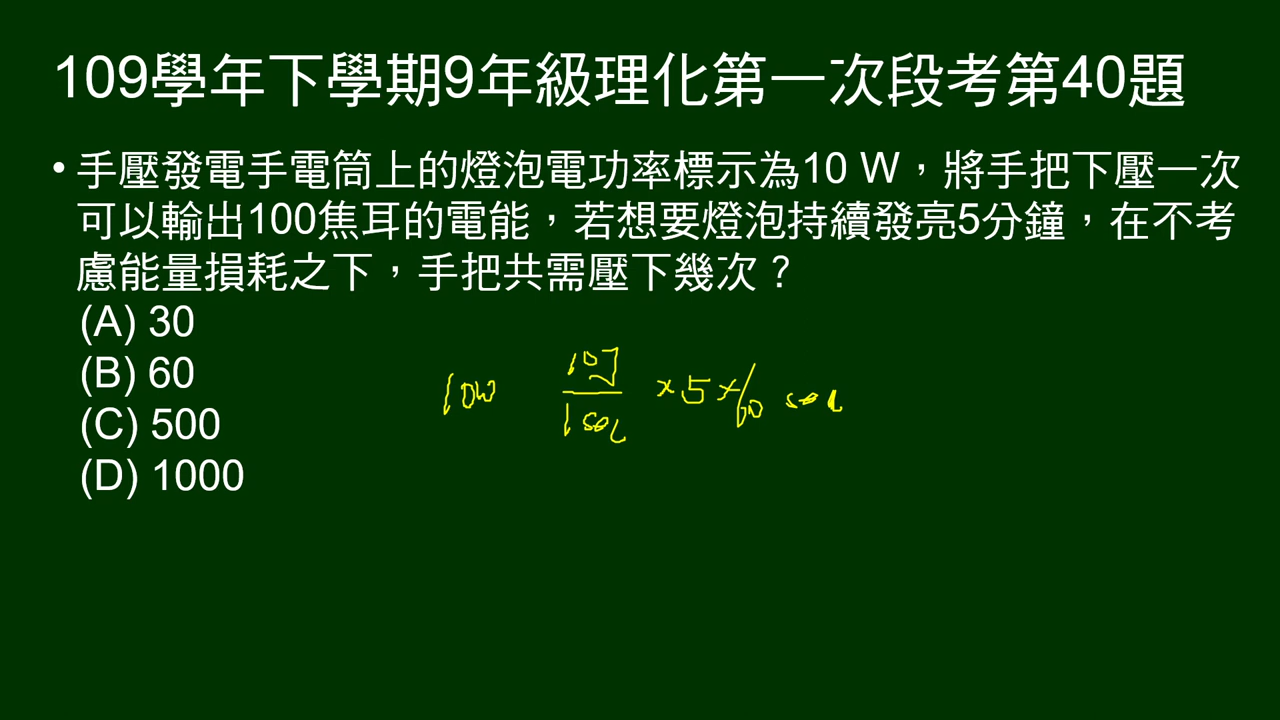 109學年下學期9年級理化第一次段考第40題
• 手壓發電手電筒上的燈泡電功率標示為10 W，將手把下壓一次
可以輸出100焦耳的電能，若想要燈泡持續發亮5分鐘，在不考
慮能量損耗之下，手把共需壓下幾次？
(A) 30
(B) 60
(C) 500
(D) 1000
10W
10J
1 sec
×5×60 sec